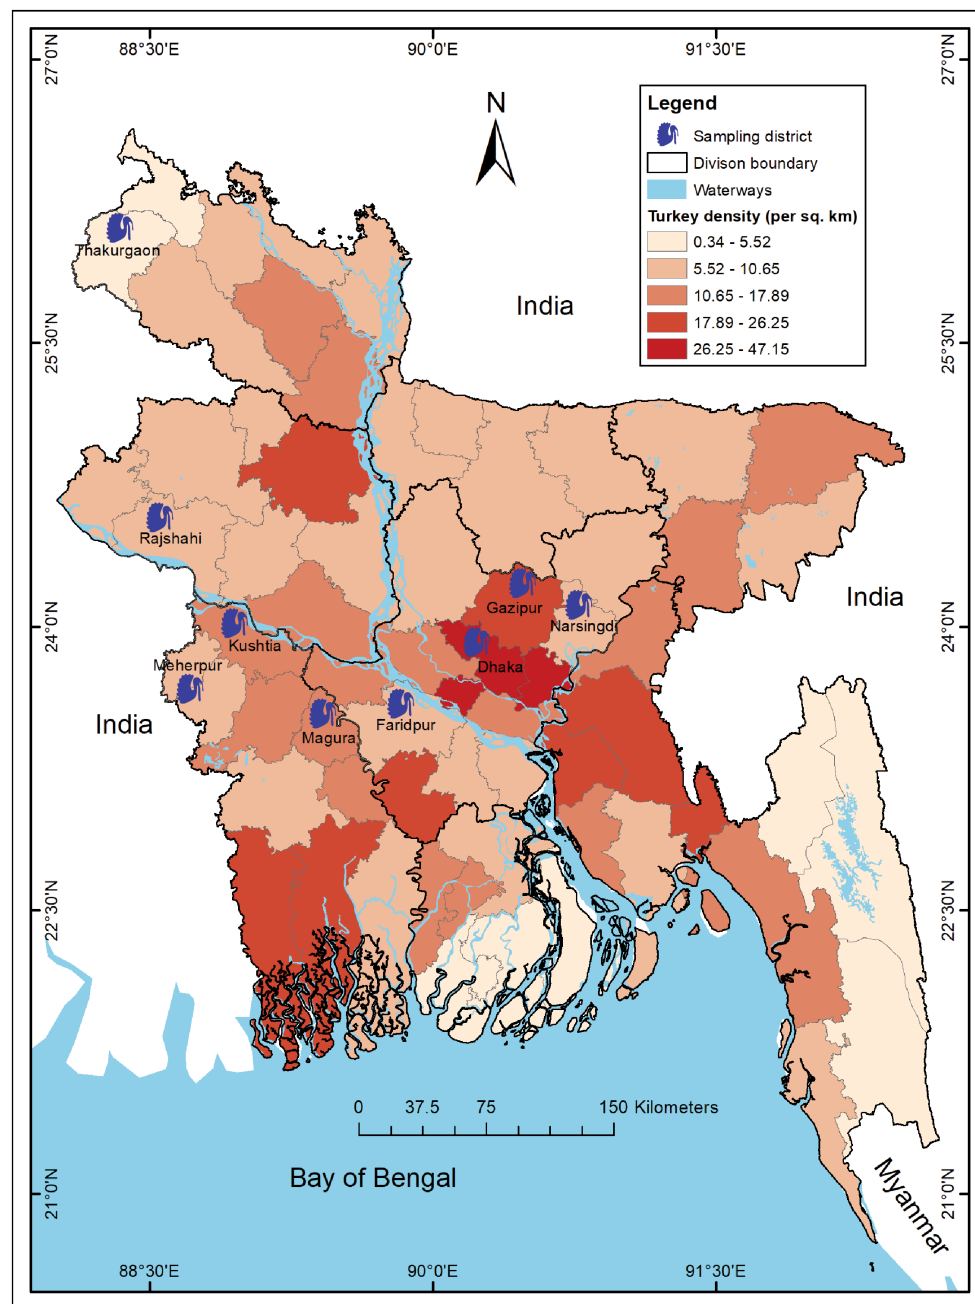 88°30'E 90°0'E 91°30'E
27°0'N 27°0'N
N
Legend
Sampling district
Divison boundary
Waterways
Turkey density (per sq. km)
0.34 - 5.52
5.52 - 10.65
10.65 - 17.89
17.89 - 26.25
26.25 - 47.15
Thakurgaon
India
25°30'N 25°30'N
Rajshahi
Gazipur
India
Narsingdi
24°0'N 24°0'N
Kushtia
Dhaka
Meherpur
India
Faridpur
Magura
22°30'N 22°30'N
0 37.5 75 150 Kilometers
Bay of Bengal
21°0'N 21°0'N
Myanmar
88°30'E 90°0'E 91°30'E